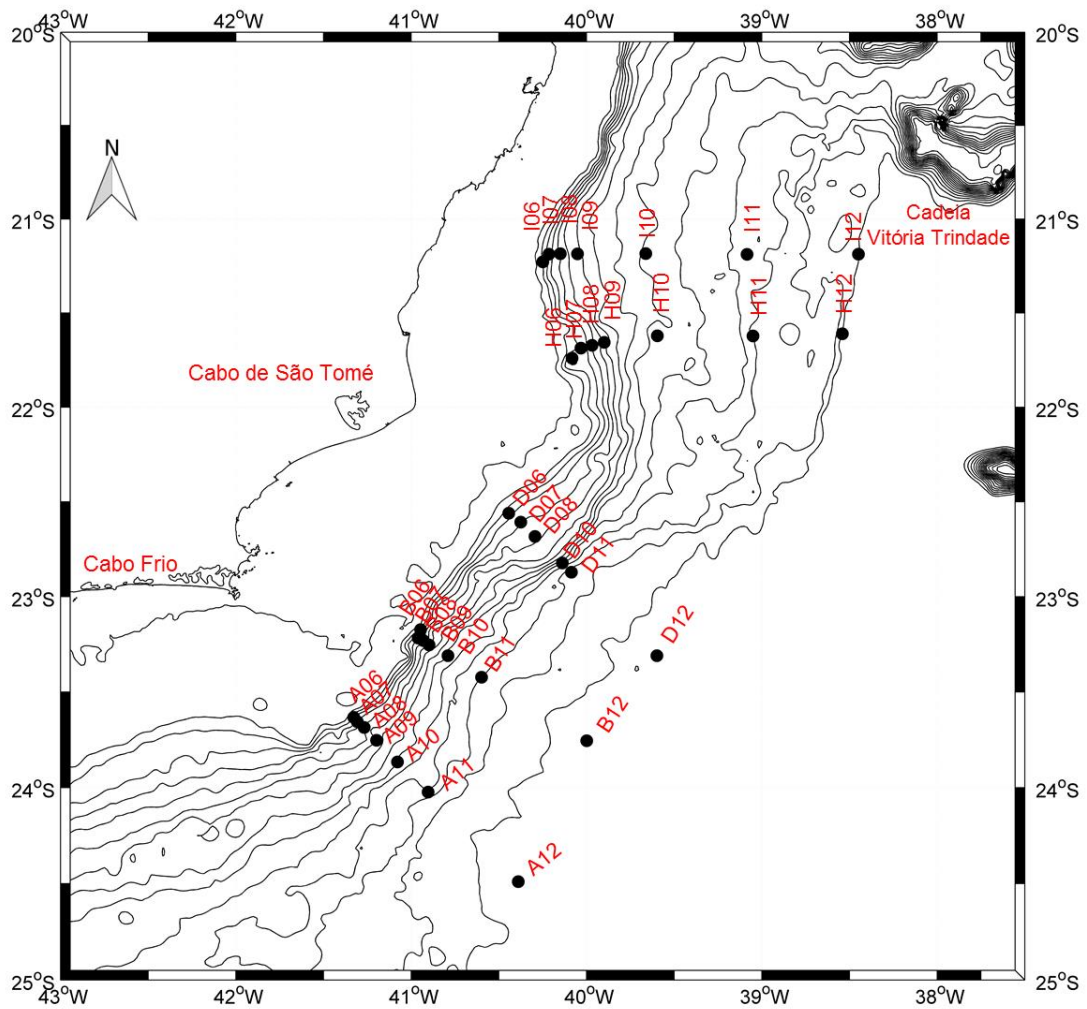 43°W 42°W 41°W 40°W 39°W 38°W
20°S 20°S
N
21°S 21°S
I06 I07 I08 I09 I10 I11 I12
Cadeia
Vitória Trindade
H06 H07 H08 H09 H10 H11 H12
Cabo de São Tomé
22°S 22°S
D06 D07 D08 D10 D11 D12
Cabo Frio
23°S 23°S
B06 B07 B08 B09 B10 B11 B12
A06 A07 A08 A09 A10 A11 A12
24°S 24°S
25°S 25°S
43°W 42°W 41°W 40°W 39°W 38°W